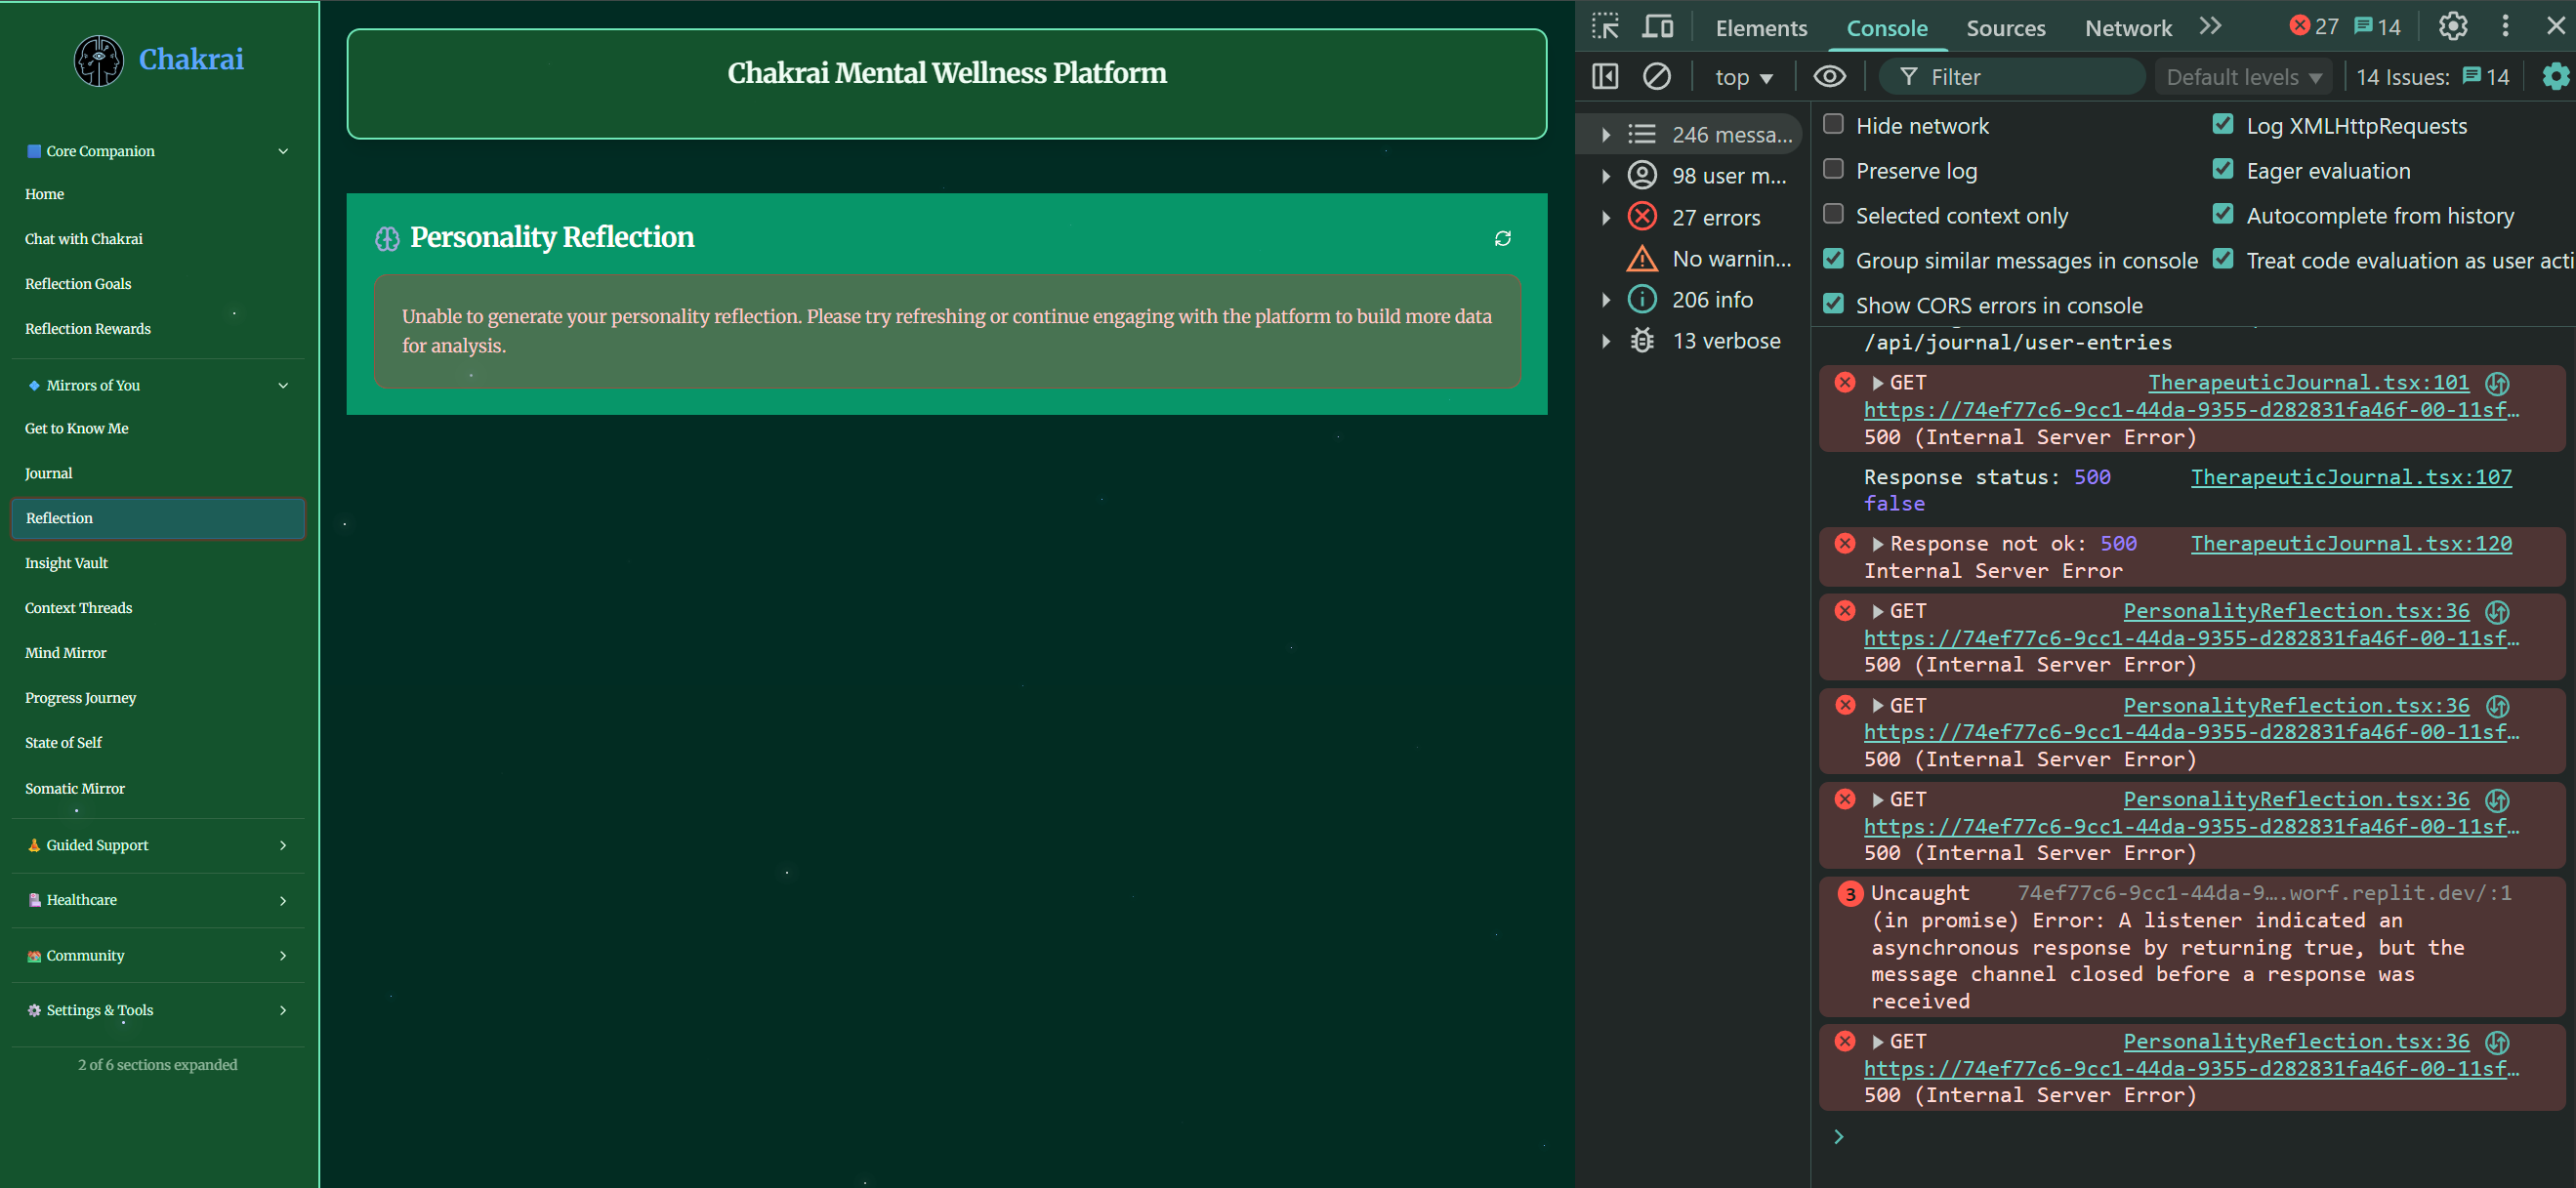 Chakrai
Core Companion
Home
Chat with Chakrai
Reflection Goals
Reflection Rewards
Mirrors of You
Get to Know Me
Journal
Reflection
Insight Vault
Context Threads
Mind Mirror
Progress Journey
State of Self
Somatic Mirror
Guided Support
Healthcare
Community
Settings & Tools
2 of 6 sections expanded
Chakrai Mental Wellness Platform
Personality Reflection
Unable to generate your personality reflection. Please try refreshing or continue engaging with the platform to build more data
for analysis.
Elements Console Sources Network 27 14
top Filter Default levels 14 Issues: 14
246 messa...
98 user m...
27 errors
No warnin...
206 info
13 verbose
Hide network Log XMLHttpRequests
Preserve log Eager evaluation
Selected context only Autocomplete from history
Group similar messages in console Treat code evaluation as user acti
Show CORS errors in console
/api/journal/user-entries
GET TherapeuticJournal.tsx:101
https://74ef77c6-9cc1-44da-9355-d282831fa46f-00-11sf…
500 (Internal Server Error)
Response status: 500 TherapeuticJournal.tsx:107
false
Response not ok: 500 TherapeuticJournal.tsx:120
Internal Server Error
GET PersonalityReflection.tsx:36
https://74ef77c6-9cc1-44da-9355-d282831fa46f-00-11sf…
500 (Internal Server Error)
GET PersonalityReflection.tsx:36
https://74ef77c6-9cc1-44da-9355-d282831fa46f-00-11sf…
500 (Internal Server Error)
GET PersonalityReflection.tsx:36
https://74ef77c6-9cc1-44da-9355-d282831fa46f-00-11sf…
500 (Internal Server Error)
3 Uncaught 74ef77c6-9cc1-44da-9….worf.replit.dev/:1
(in promise) Error: A listener indicated an
asynchronous response by returning true, but the
message channel closed before a response was
received
GET PersonalityReflection.tsx:36
https://74ef77c6-9cc1-44da-9355-d282831fa46f-00-11sf…
500 (Internal Server Error)